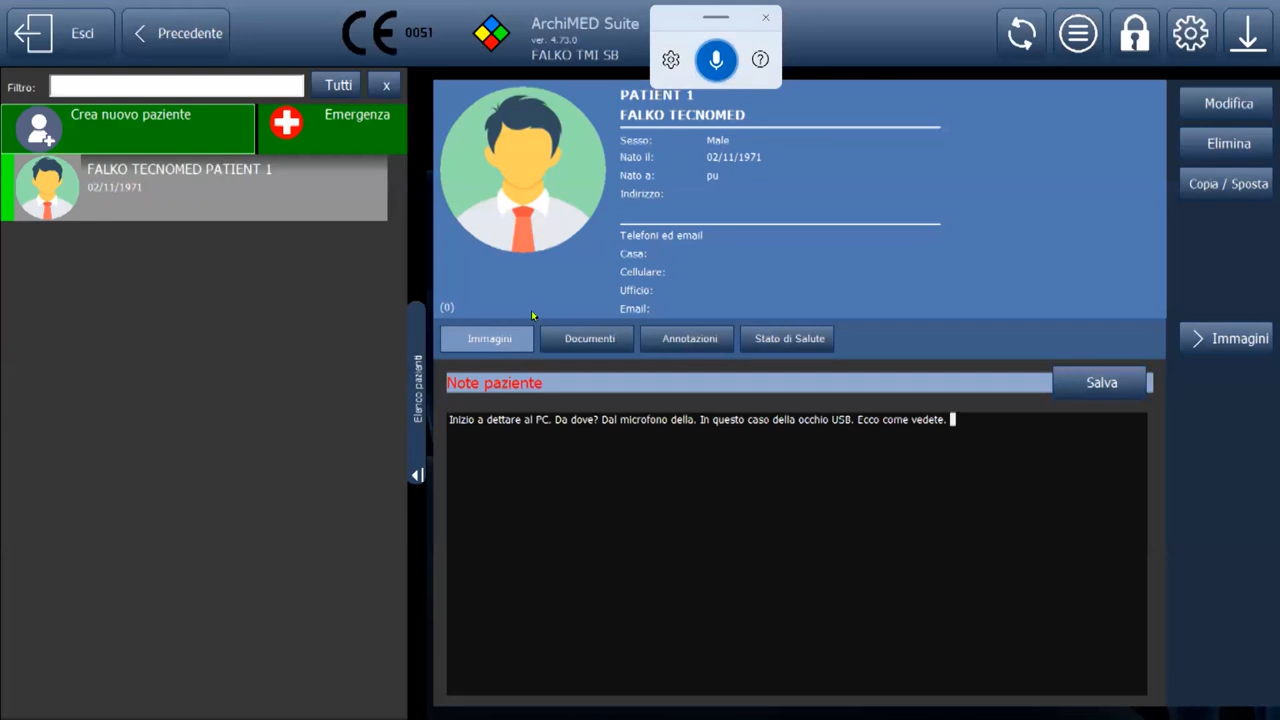 Esci
Precedente
CE 0051
ArchiMED Suite
ver. 4.73.0
FALKO TMI SB
Filtro:
Tutti
x
Crea nuovo paziente
Emergenza
FALKO TECNOMED PATIENT 1
02/11/1971
Elenco pazienti
PATIENT 1
FALKO TECNOMED
Sesso: Male
Nato il: 02/11/1971
Nato a: pu
Indirizzo:
Telefoni ed email
Casa:
Cellulare:
Ufficio:
Email:
(0)
Modifica
Elimina
Copia / Sposta
Immagini
Immagini
Documenti
Annotazioni
Stato di Salute
Note paziente
Salva
Inizio a dettare al PC. Da dove? Dal microfono della. In questo caso della occhio USB. Ecco come vedete.